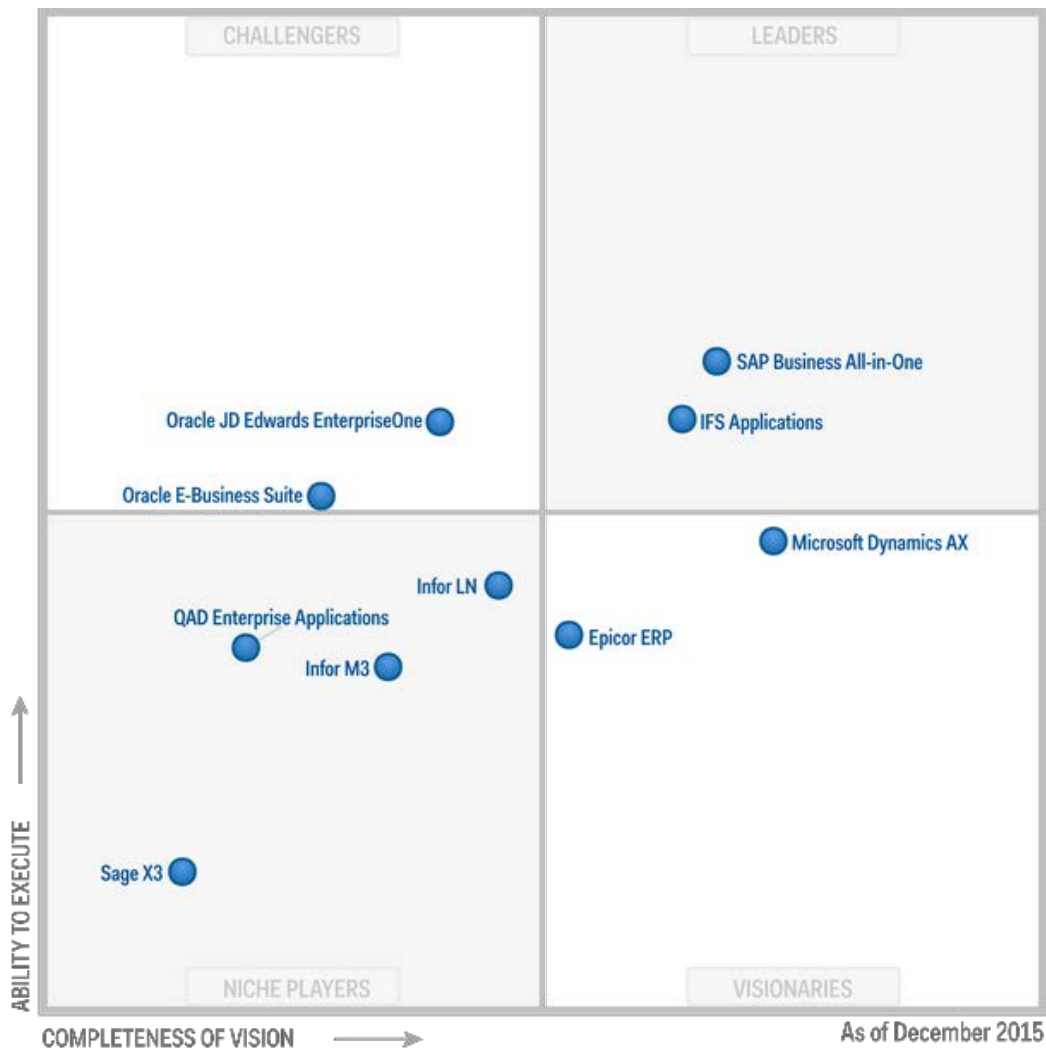 CHALLENGERS
LEADERS
SAP Business All-in-One
Oracle JD Edwards EnterpriseOne
IFS Applications
Oracle E-Business Suite
Microsoft Dynamics AX
Infor LN
QAD Enterprise Applications
Epicor ERP
Infor M3
Sage X3
ABILITY TO EXECUTE
NICHE PLAYERS
VISIONARIES
COMPLETENESS OF VISION
As of December 2015